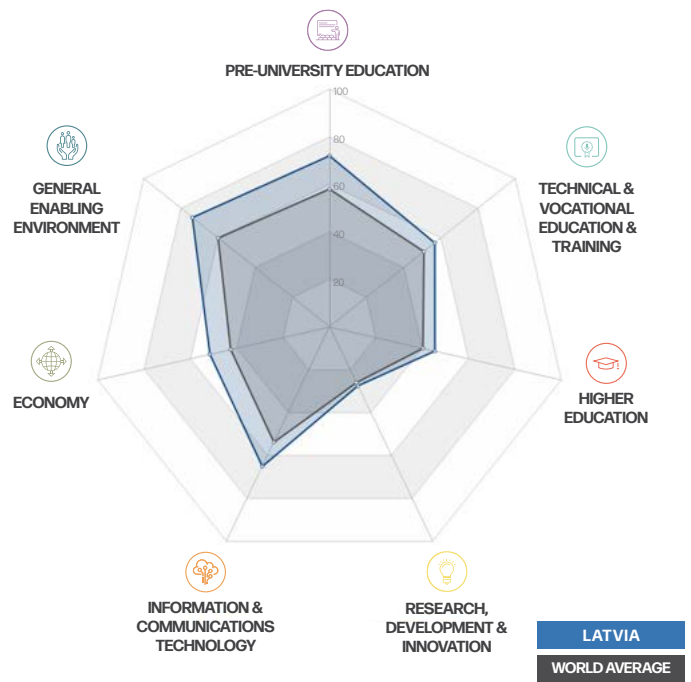 PRE-UNIVERSITY EDUCATION
100
80
60
40
20
GENERAL
ENABLING
ENVIRONMENT
TECHNICAL &
VOCATIONAL
EDUCATION &
TRAINING
ECONOMY
HIGHER
EDUCATION
INFORMATION &
COMMUNICATIONS
TECHNOLOGY
RESEARCH,
DEVELOPMENT &
INNOVATION
LATVIA
WORLD AVERAGE